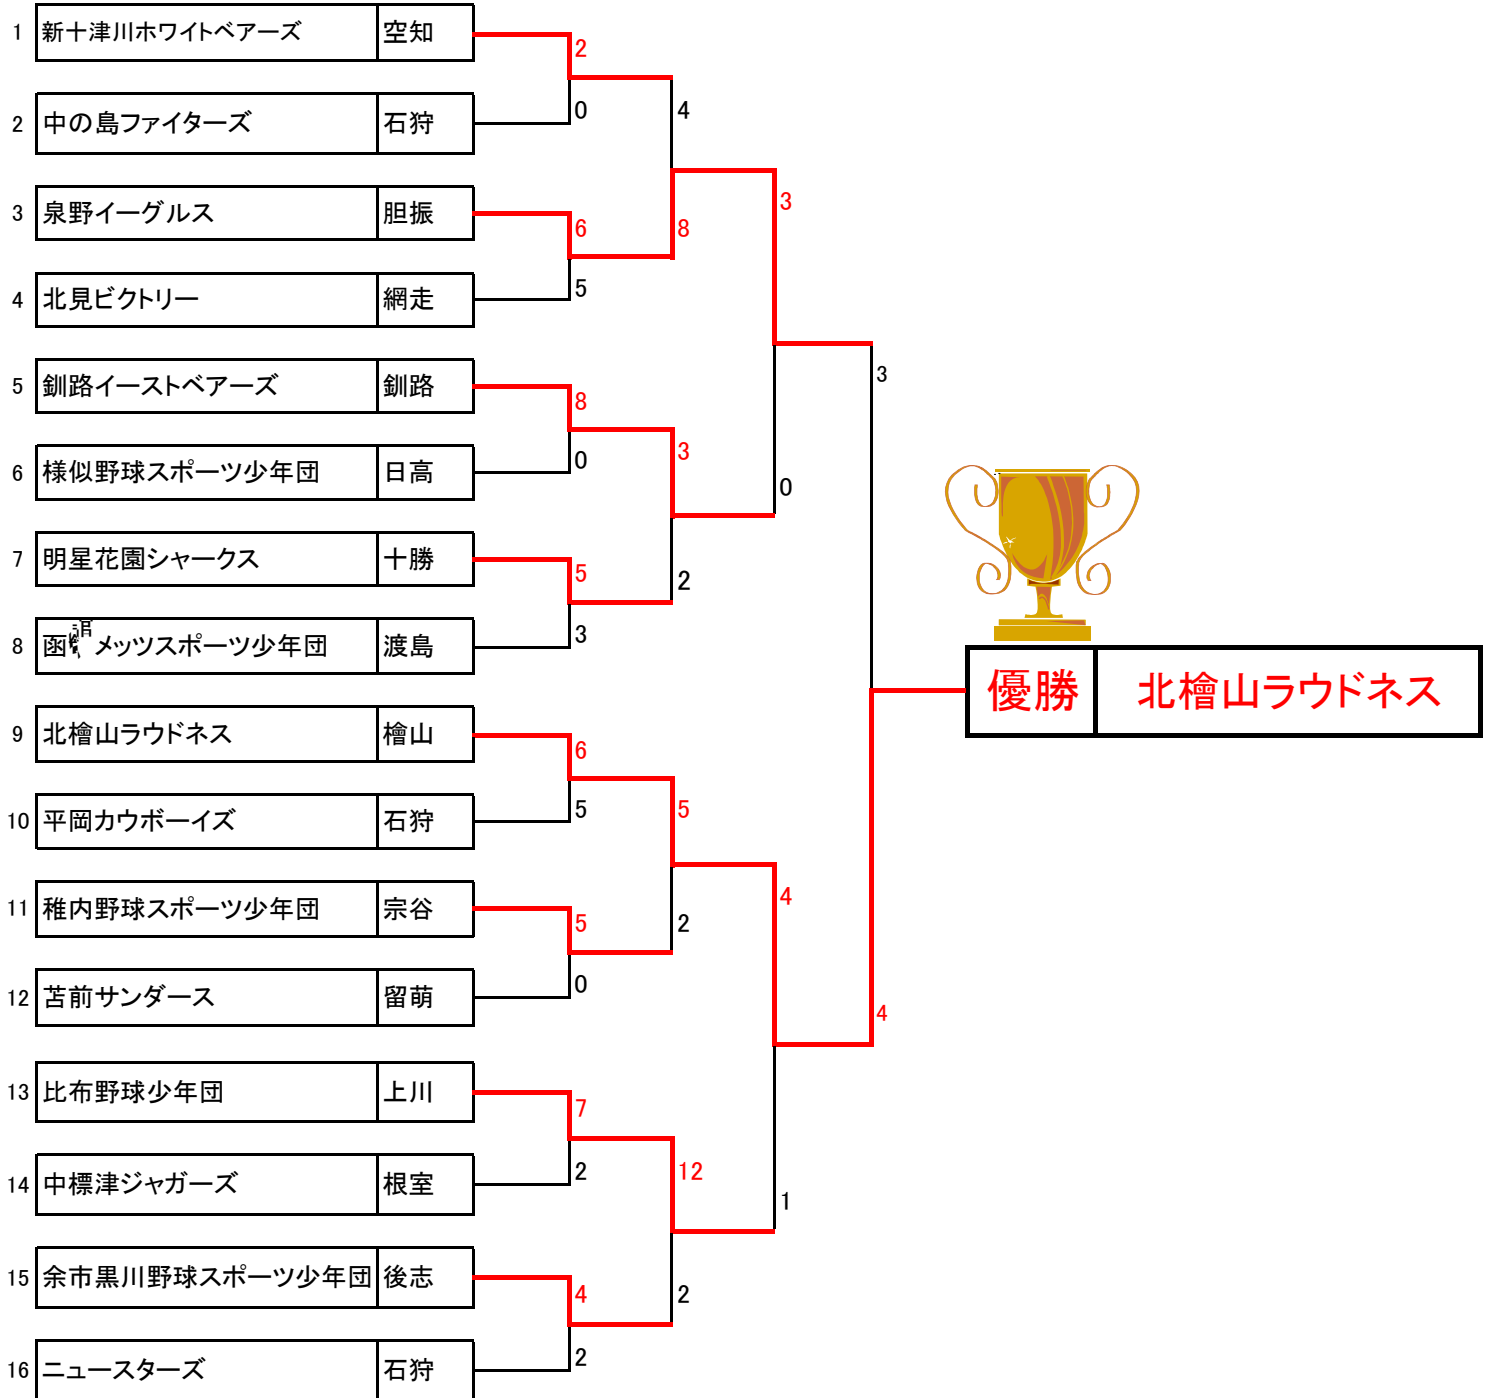 1 新十津川ホワイトベアーズ 空知
2
0
2 中の島ファイターズ 石狩
4
3 泉野イーグルス 胆振
6
8
3
5
4 北見ビクトリー 網走
3
5 釧路イーストベアーズ 釧路
8
3
0
6 様似野球スポーツ少年団 日高
0
7 明星花園シャークス 十勝
5
2
3
8 函館メッツスポーツ少年団 渡島
優勝 北檜山ラウドネス
9 北檜山ラウドネス 檜山
6
5
5
10 平岡カウボーイズ 石狩
4
11 稚内野球スポーツ少年団 宗谷
5
2
0
12 苫前サンダース 留萌
4
13 比布野球少年団 上川
7
2
12
14 中標津ジャガーズ 根室
1
15 余市黒川野球スポーツ少年団 後志
4
2
2
16 ニュースターズ 石狩